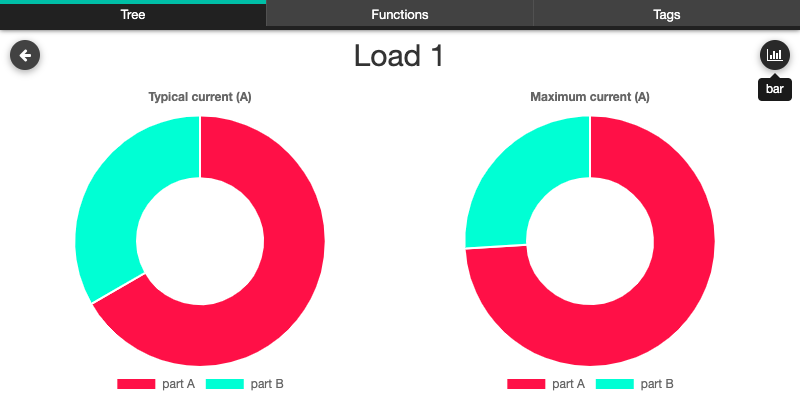 Tree Functions Tags
Load 1
bar
Typical current (A) Maximum current (A)
part A part B part A part B